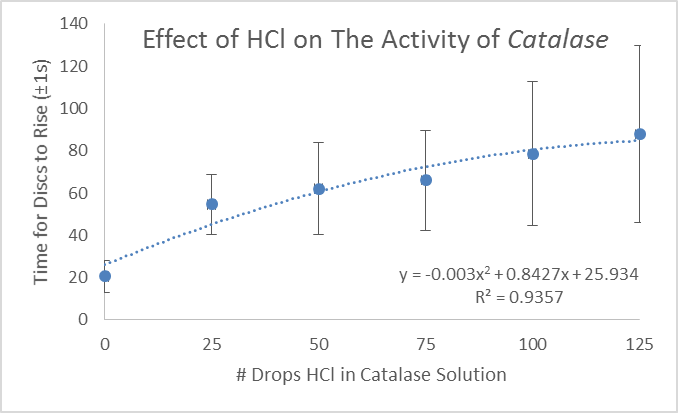 Effect of HCl on The Activity of Catalase
Time for Discs to Rise (±1s)
140
120
100
80
60
40
20
0
y = -0.003x² + 0.8427x + 25.934
R² = 0.9357
0 25 50 75 100 125
# Drops HCl in Catalase Solution